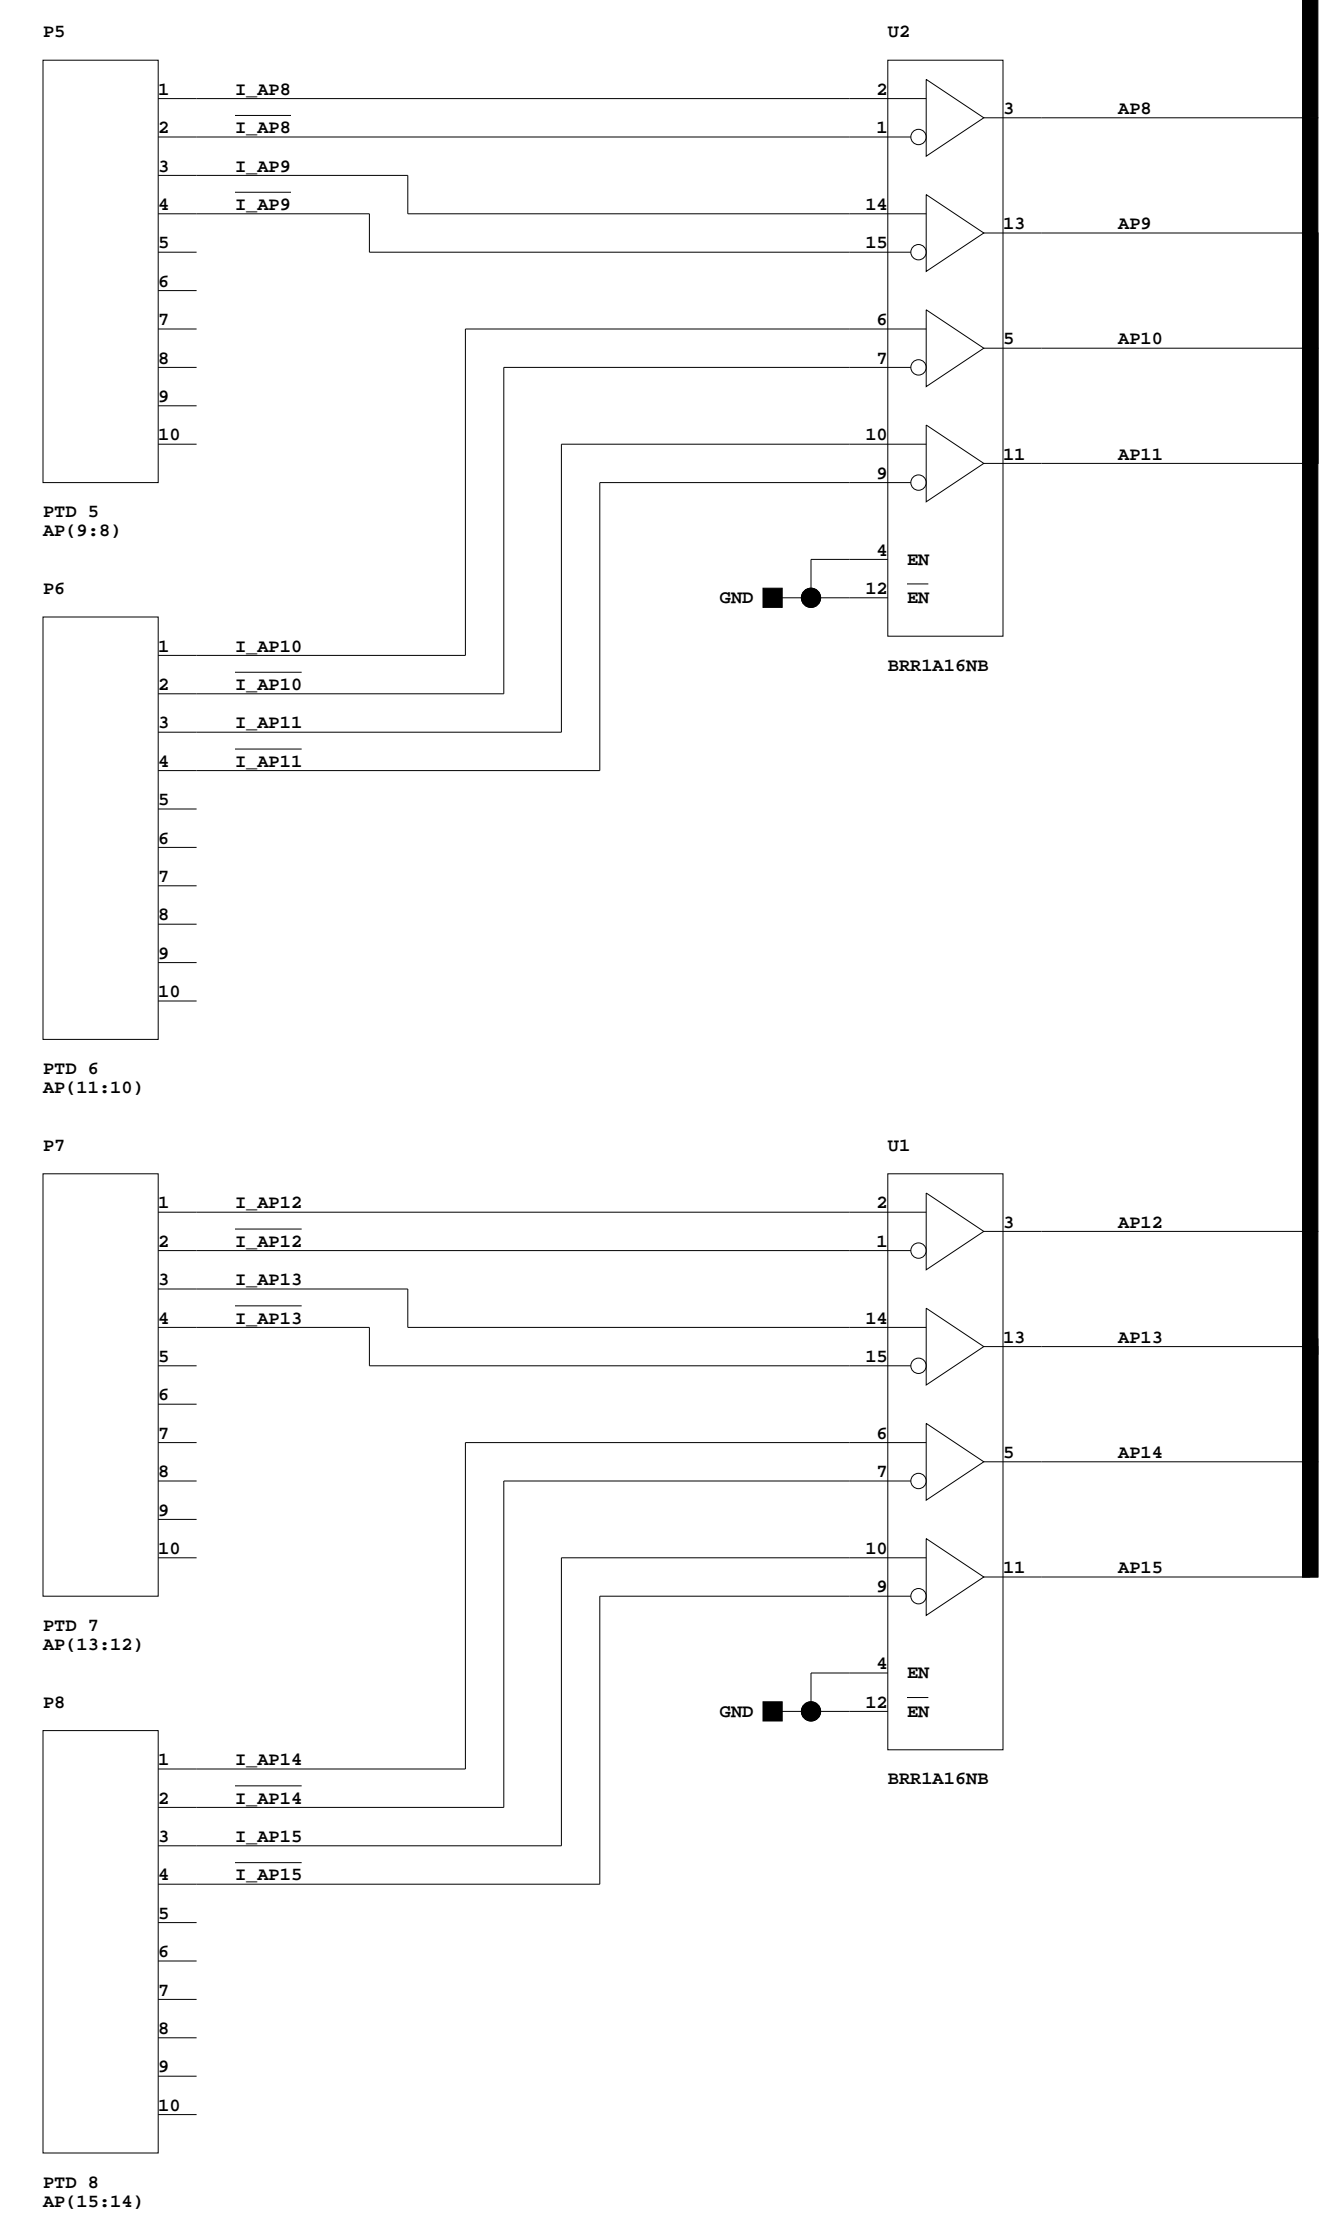 P5
1 I_AP8
2 I_AP8
3 I_AP9
4 I_AP9
5
6
7
8
9
10
PTD 5
AP(9:8)
U2
2
1
3 AP8
14
15
13 AP9
6
7
5 AP10
10
9
11 AP11
4 EN
GND 12 EN
BRR1A16NB
P6
1 I_AP10
2 I_AP10
3 I_AP11
4 I_AP11
5
6
7
8
9
10
PTD 6
AP(11:10)
P7
1 I_AP12
2 I_AP12
3 I_AP13
4 I_AP13
5
6
7
8
9
10
PTD 7
AP(13:12)
U1
2
1
3 AP12
14
15
13 AP13
6
7
5 AP14
10
9
11 AP15
4 EN
GND 12 EN
BRR1A16NB
P8
1 I_AP14
2 I_AP14
3 I_AP15
4 I_AP15
5
6
7
8
9
10
PTD 8
AP(15:14)